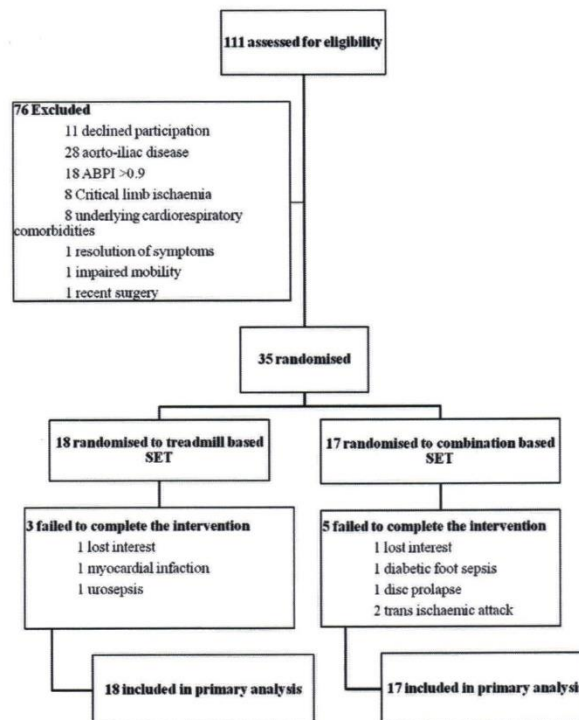 111 assessed for eligibility
76 Excluded
11 declined participation
28 aorto-iliac disease
18 ABPI >0.9
8 Critical limb ischaemia
8 underlying cardiorespiratory
comorbidities
1 resolution of symptoms
1 impaired mobility
1 recent surgery
35 randomised
18 randomised to treadmill based
SET
17 randomised to combination based
SET
3 failed to complete the intervention
1 lost interest
1 myocardial infaction
1 urosepsis
5 failed to complete the intervention
1 lost interest
1 diabetic foot sepsis
1 disc prolapse
2 trans ischaemic attack
18 included in primary analysis
17 included in primary analysis